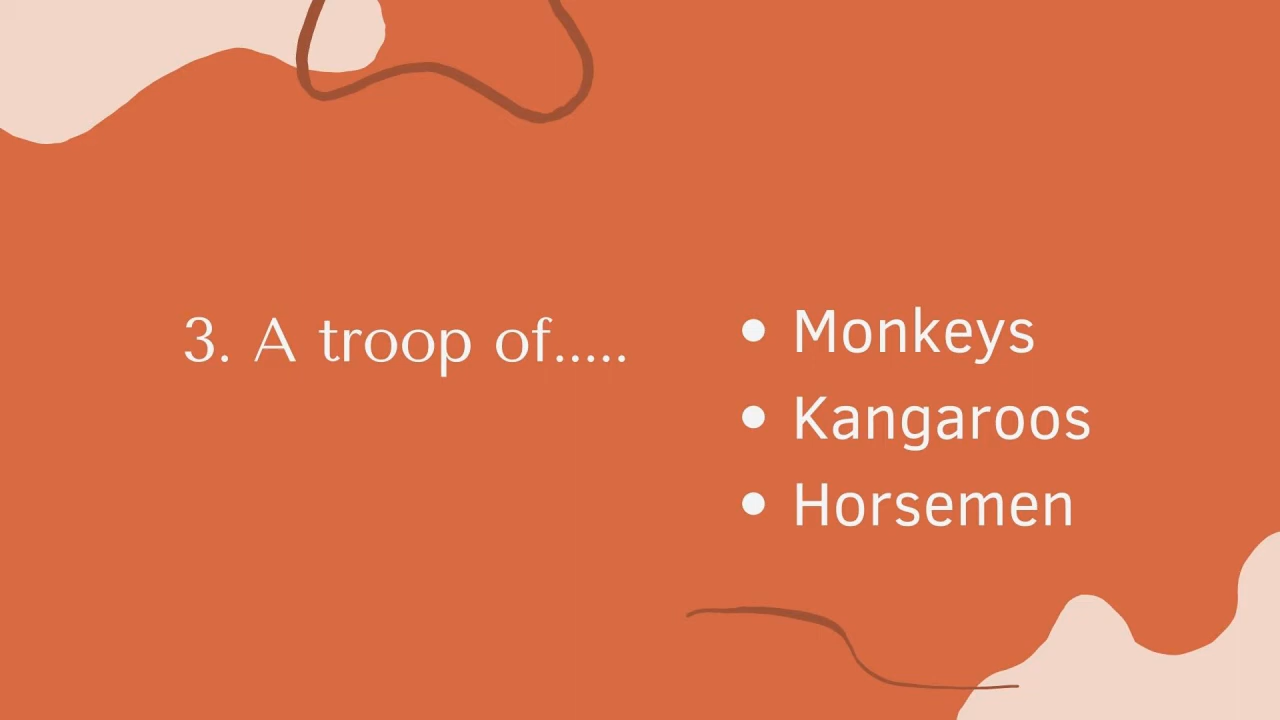 3. A troop of.....
• Monkeys
• Kangaroos
• Horsemen